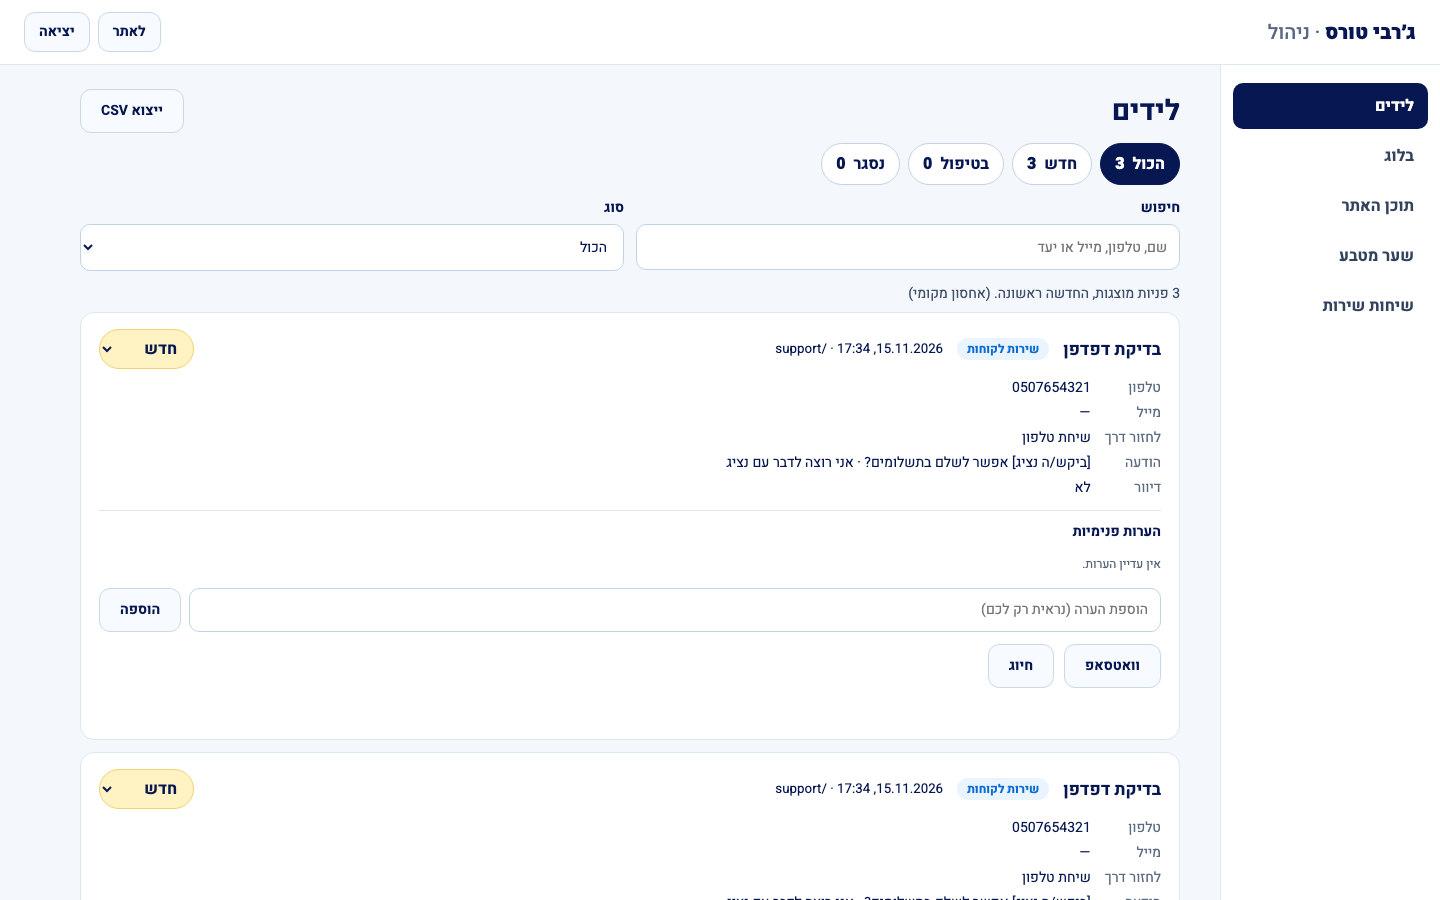 ג׳רבי טורס · ניהול
לאתר
יציאה
לידים
בלוג
תוכן האתר
שער מטבע
שיחות שירות
לידים
ייצוא CSV
הכול 3
חדש 3
בטיפול 0
נסגר 0
חיפוש
סוג
שם, טלפון, מייל או יעד
הכול
3 פניות מוצגות, החדשה ראשונה. (אחסון מקומי)
בדיקת דפדפן
שירות לקוחות
15.11.2026, 17:34 · /support
חדש
טלפון 0507654321
מייל —
לחזור דרך שיחת טלפון
הודעה [ביקש/ה נציג] אפשר לשלם בתשלומים? · אני רוצה לדבר עם נציג
דיוור לא
הערות פנימיות
אין עדיין הערות.
הוספת הערה (נראית רק לכם)
הוספה
וואטסאפ
חיוג
בדיקת דפדפן
שירות לקוחות
15.11.2026, 17:34 · /support
חדש
טלפון 0507654321
מייל —
לחזור דרך שיחת טלפון